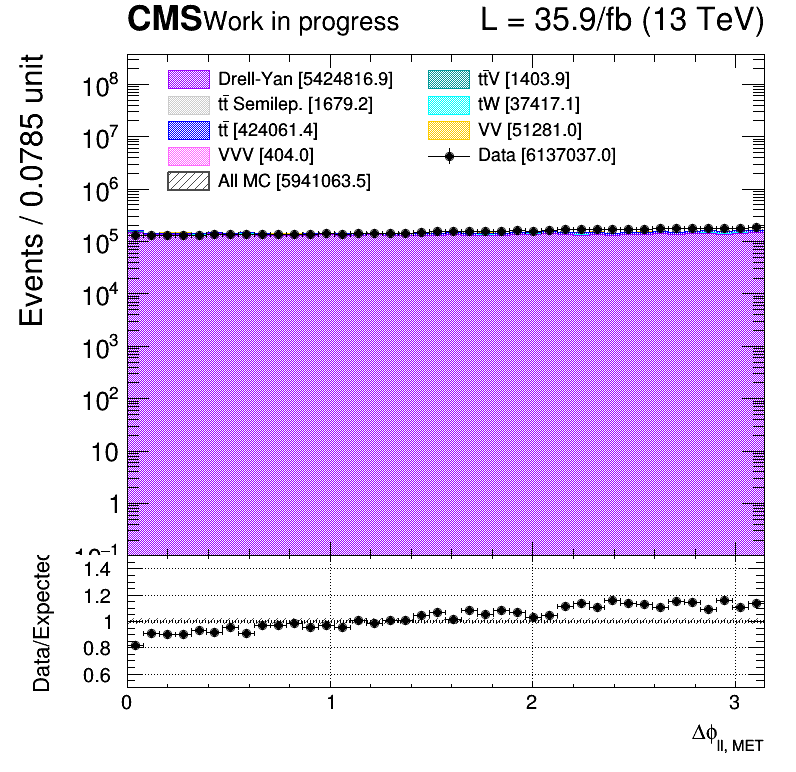 CMS Work in progress L = 35.9/fb (13 TeV)
Events / 0.0785 unit
Drell-Yan [5424816.9] tt̄V [1403.9]
tt̄ Semilep. [1679.2] tW [37417.1]
tt̄ [424061.4] VV [51281.0]
VVV [404.0] Data [6137037.0]
All MC [5941063.5]
10⁸
10⁷
10⁶
10⁵
10⁴
10³
10²
10
1
10⁻¹
Data/Expected
1.4
1.2
1
0.8
0.6
0 1 2 3
Δϕ_ll, MET